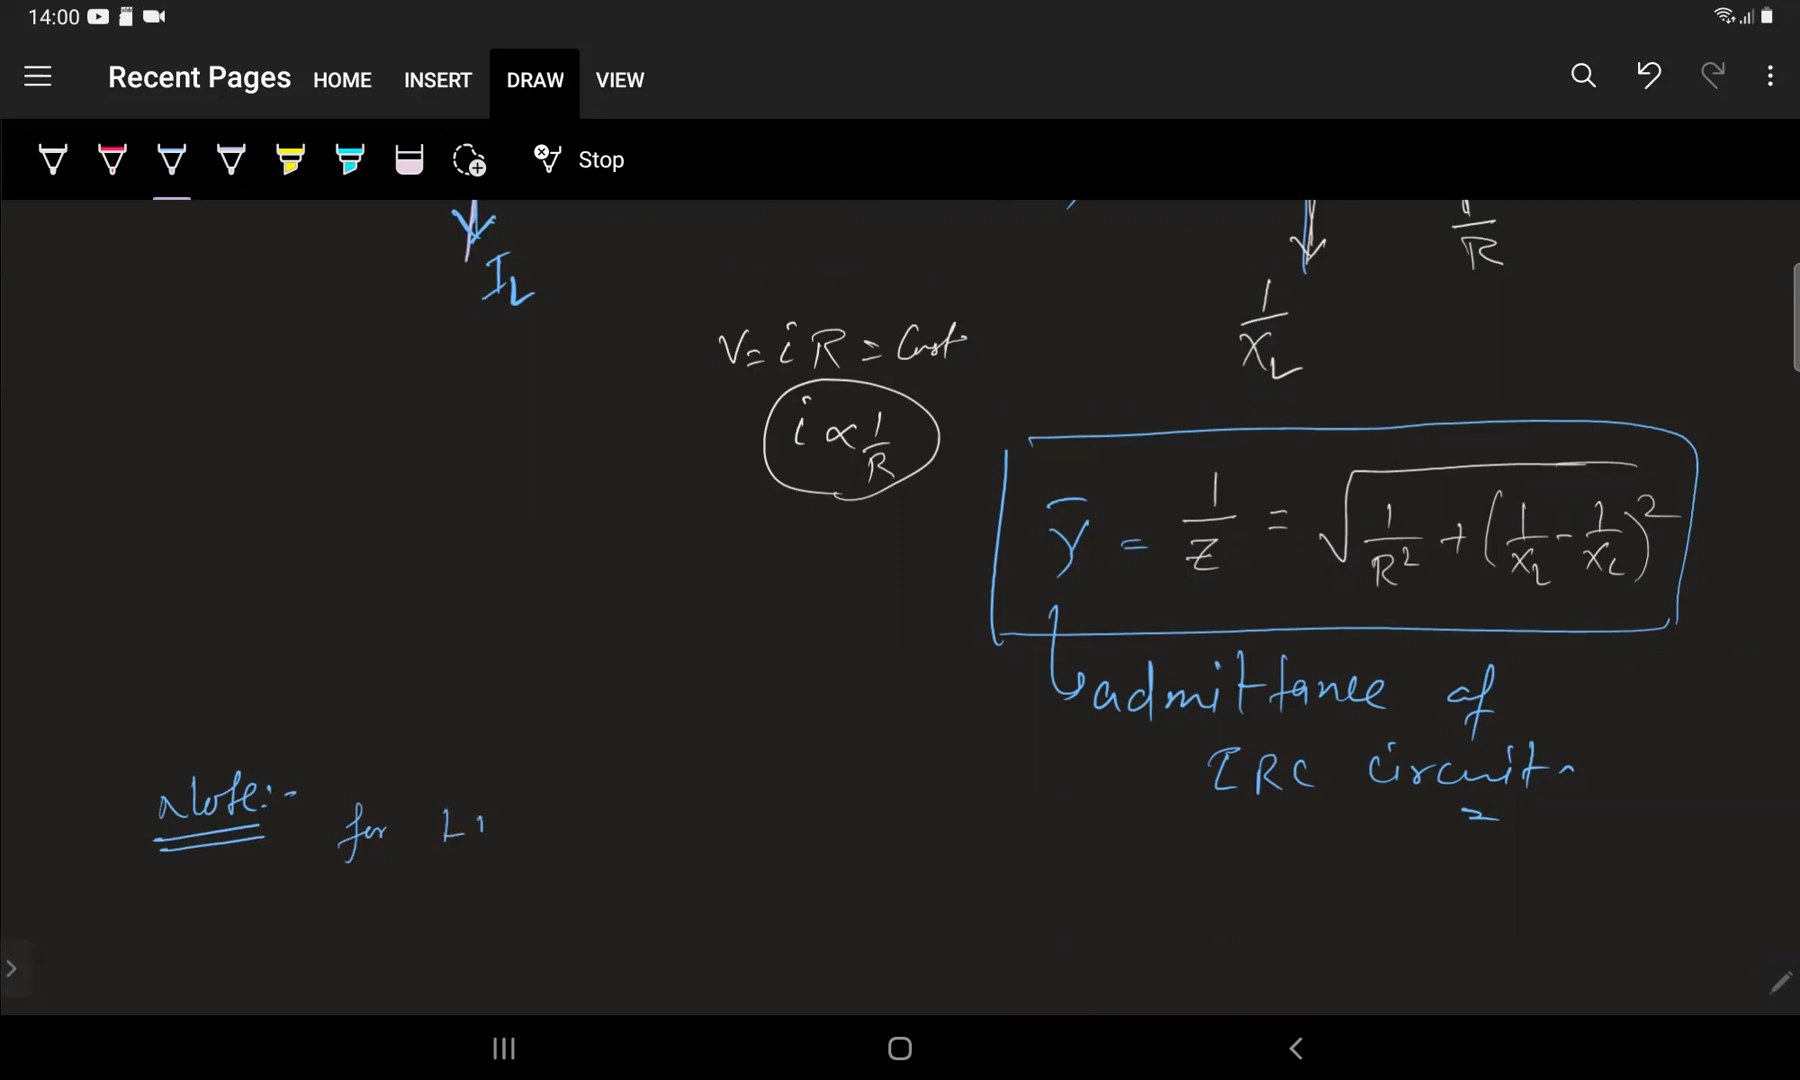 14:00
Recent Pages HOME INSERT DRAW VIEW
Stop
I_L
1/R
1/X_L
V = i R = Const
i ∝ 1/R
Y = 1/Z = √(1/R² + (1/X_L - 1/X_C)²)
admittance of
LRC circuit
Note:-
for L